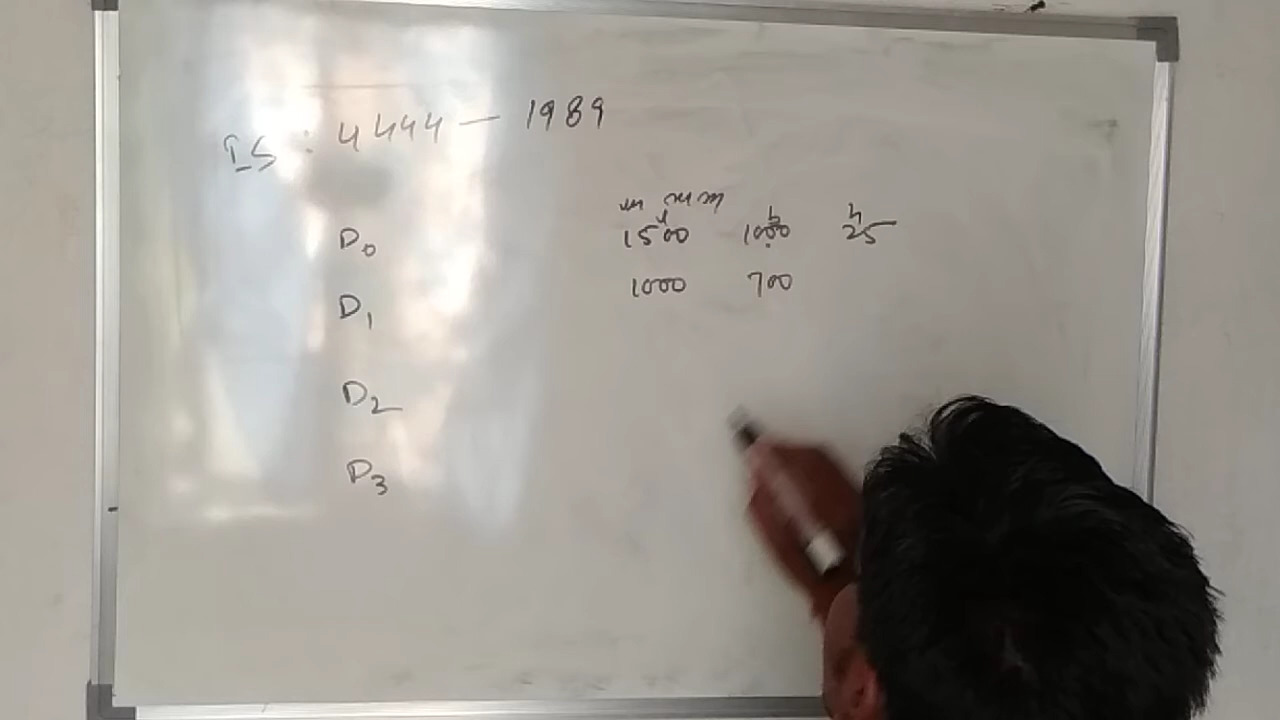 IS : 4444 — 1989
D0 1500 1000 25
D1 1000 700
D2
D3